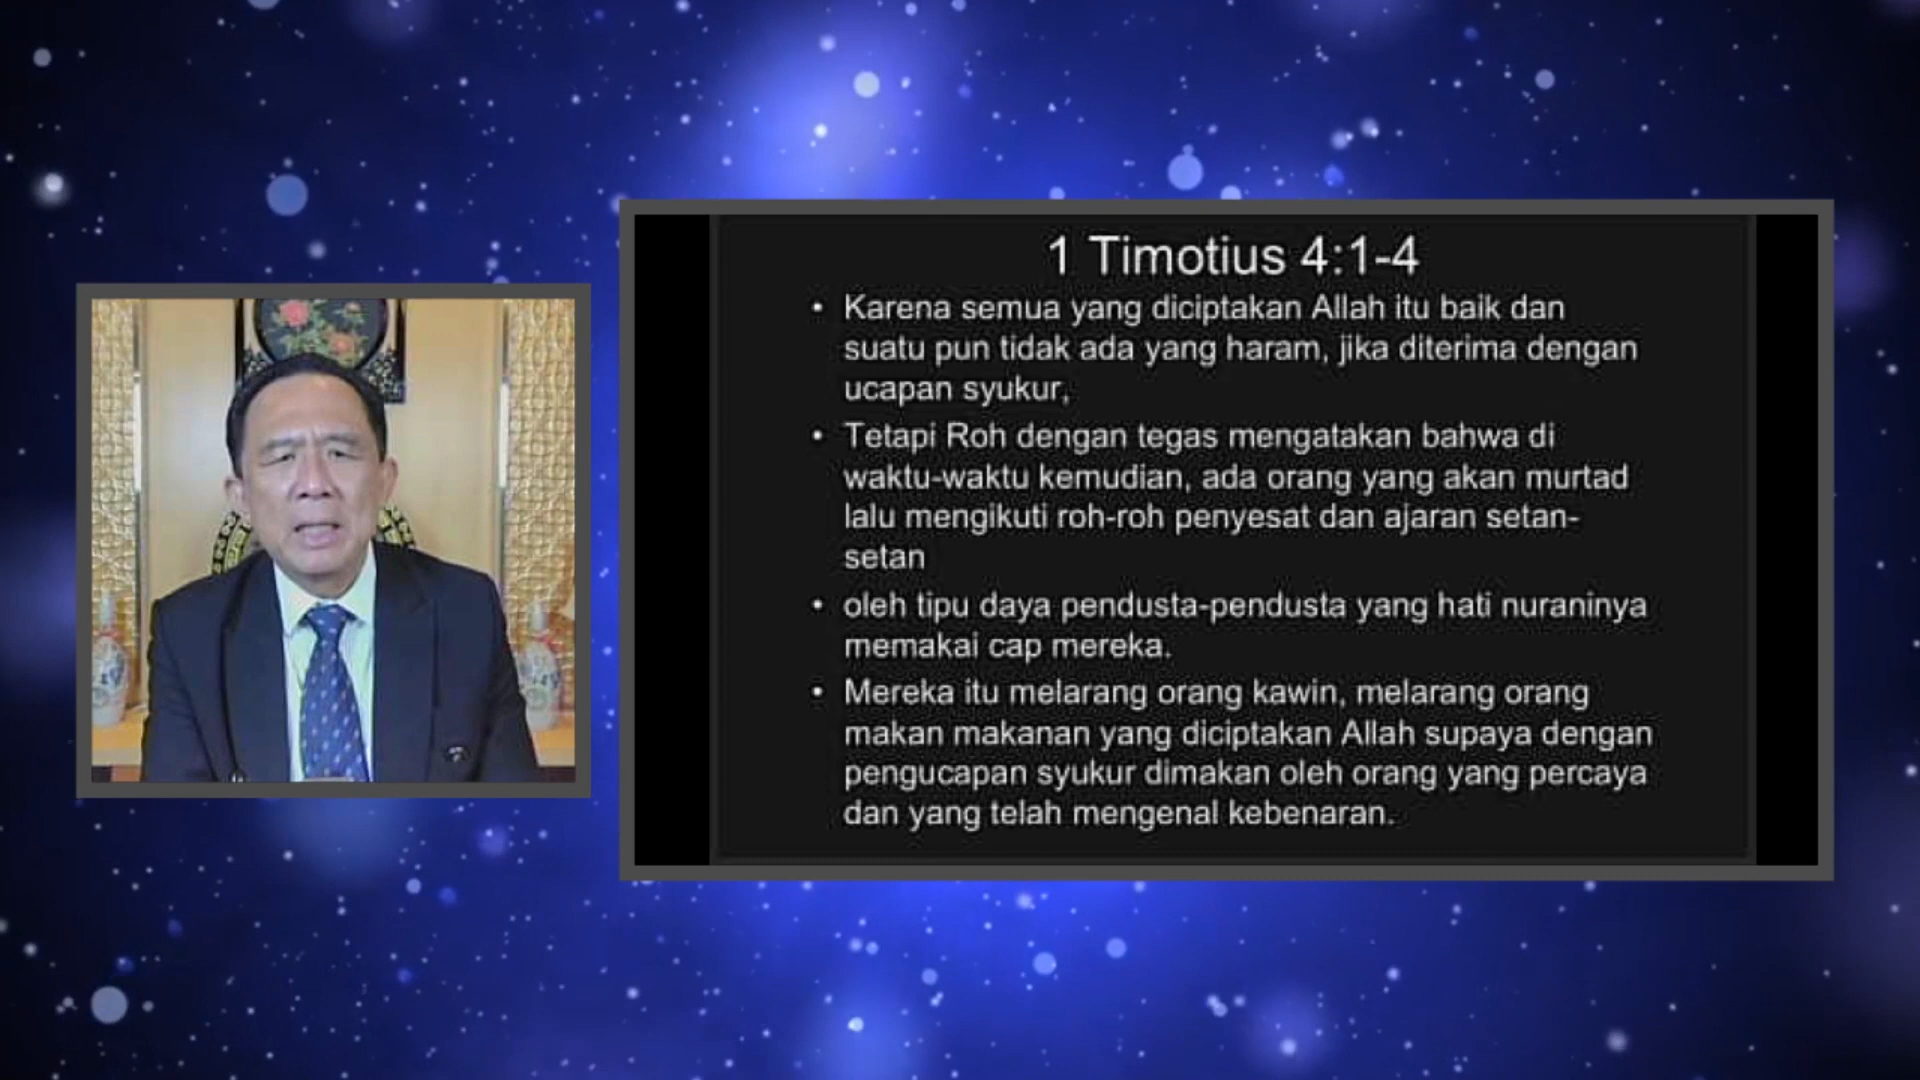 1 Timotius 4:1-4
• Karena semua yang diciptakan Allah itu baik dan
suatu pun tidak ada yang haram, jika diterima dengan
ucapan syukur,
• Tetapi Roh dengan tegas mengatakan bahwa di
waktu-waktu kemudian, ada orang yang akan murtad
lalu mengikuti roh-roh penyesat dan ajaran setan-
setan
• oleh tipu daya pendusta-pendusta yang hati nuraninya
memakai cap mereka.
• Mereka itu melarang orang kawin, melarang orang
makan makanan yang diciptakan Allah supaya dengan
pengucapan syukur dimakan oleh orang yang percaya
dan yang telah mengenal kebenaran.